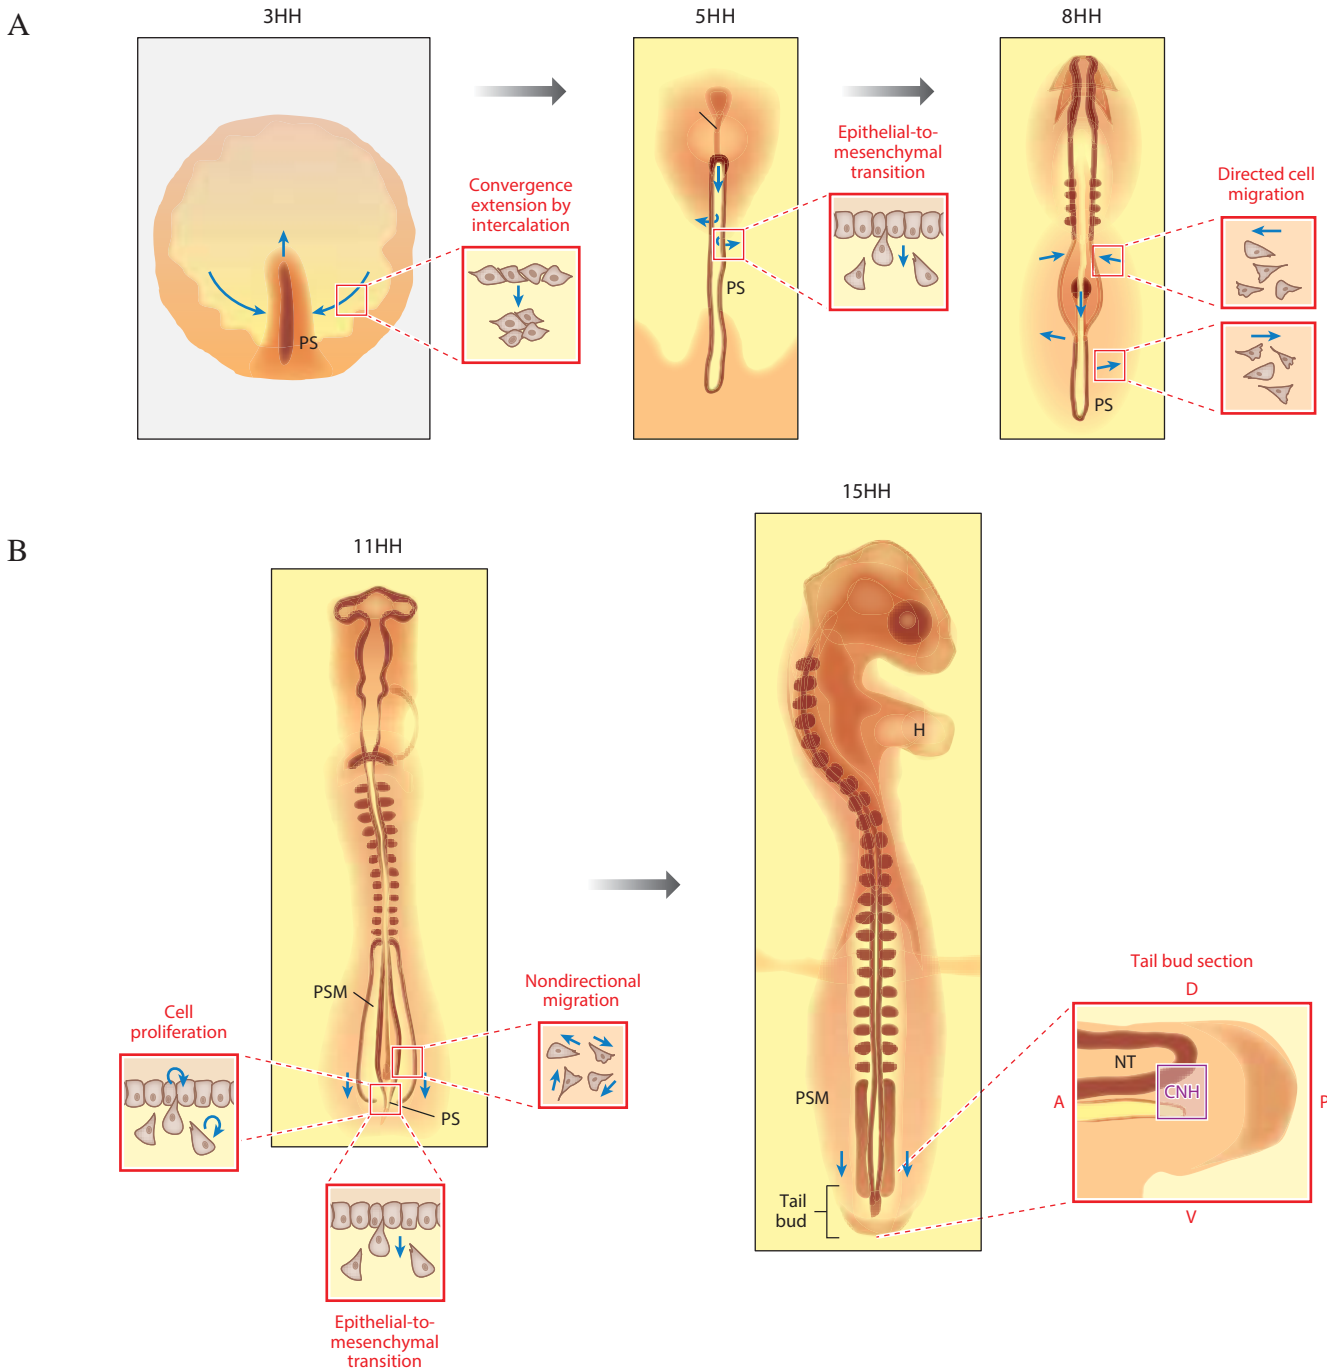 A
3HH
5HH
8HH
Convergence
extension by
intercalation
PS
Epithelial-to-
mesenchymal
transition
PS
Directed cell
migration
PS
B
11HH
15HH
H
PSM
Cell
proliferation
Nondirectional
migration
PS
Epithelial-to-
mesenchymal
transition
PSM
Tail
bud
Tail bud section
D
NT
CNH
A
P
V